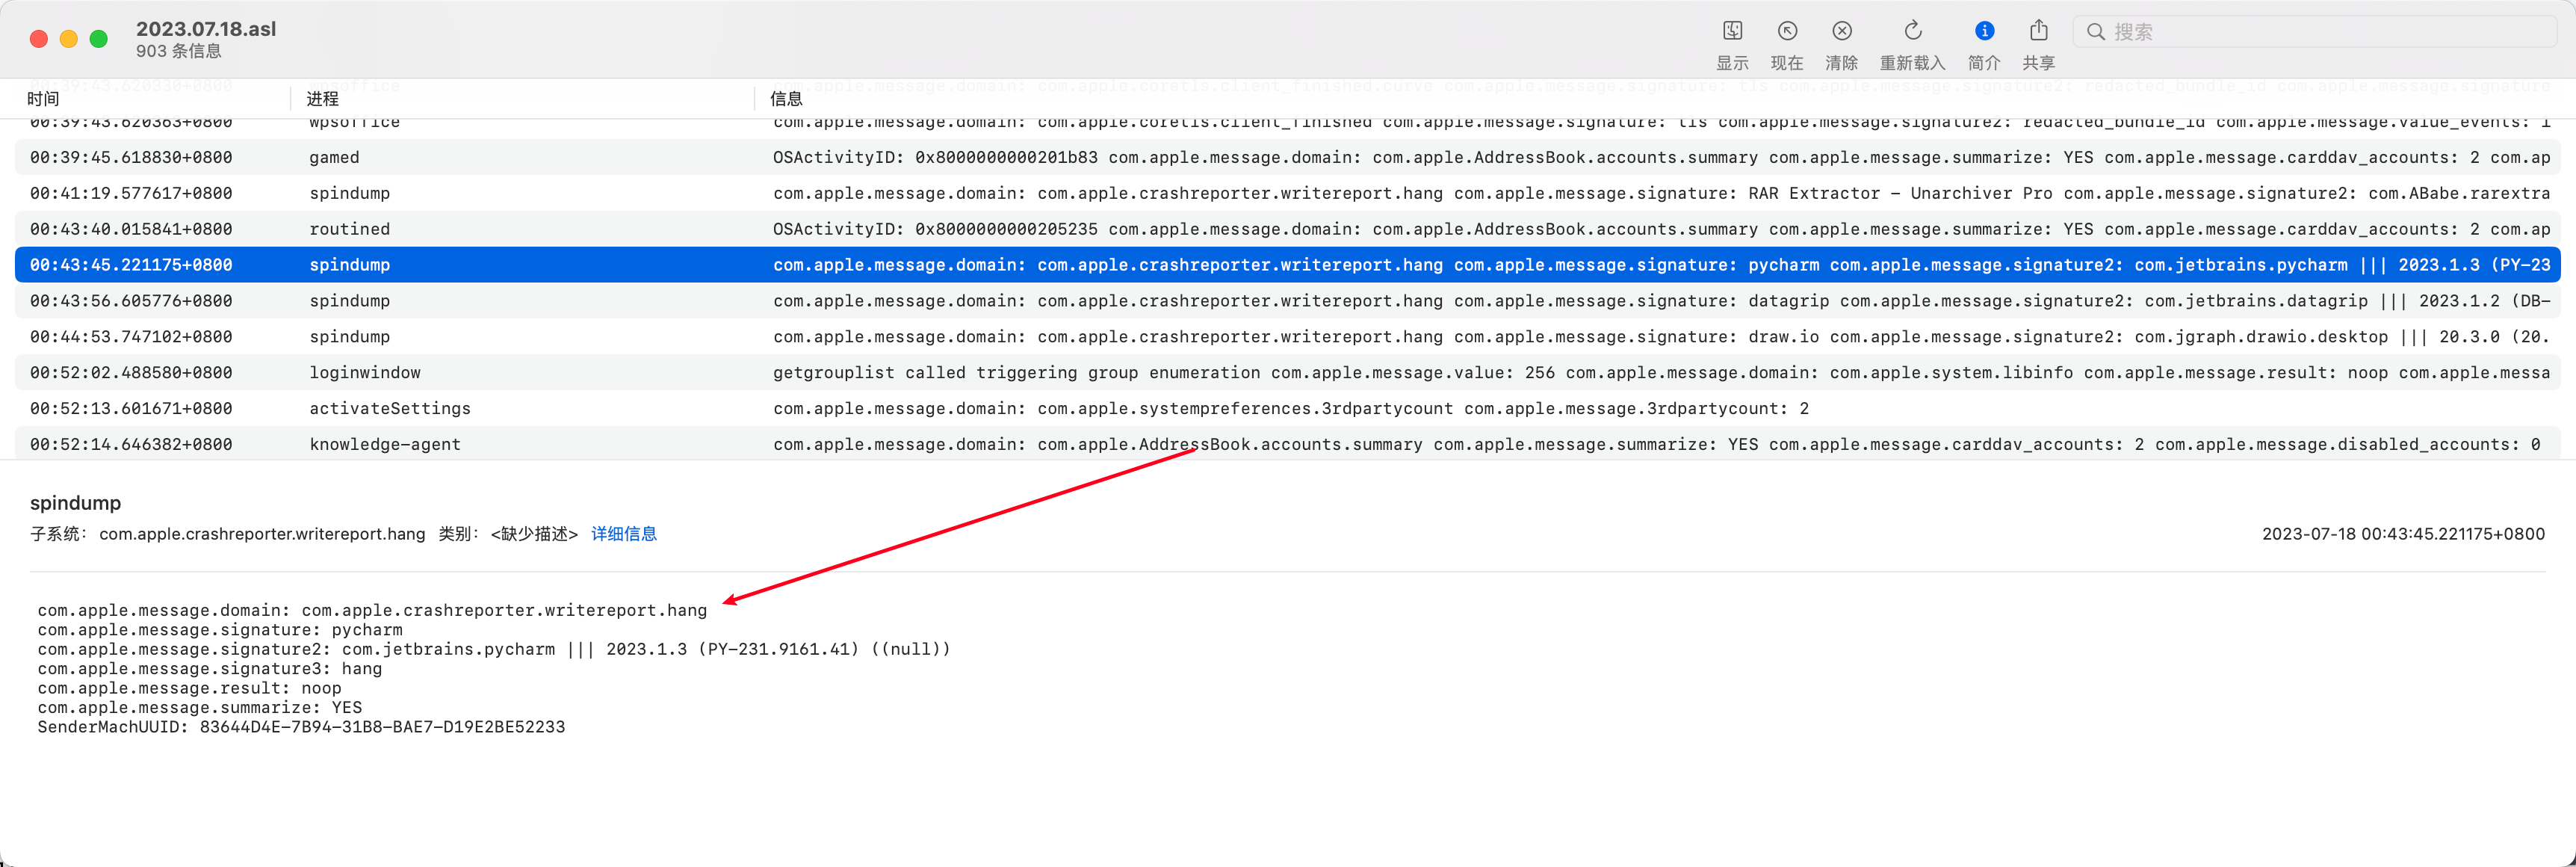 2023.07.18.asl
903 条信息
显示 现在 清除 重新载入 简介 共享 搜索
时间 进程 信息
00:39:43.620363+0800 wpsoffice com.apple.message.domain: com.apple.coretls.client_finished com.apple.message.signature: tls com.apple.message.signature2: redacted_bundle_id com.apple.message.value_events: 1
00:39:45.618830+0800 gamed OSActivityID: 0x8000000000201b83 com.apple.message.domain: com.apple.AddressBook.accounts.summary com.apple.message.summarize: YES com.apple.message.carddav_accounts: 2 com.ap
00:41:19.577617+0800 spindump com.apple.message.domain: com.apple.crashreporter.writereport.hang com.apple.message.signature: RAR Extractor - Unarchiver Pro com.apple.message.signature2: com.ABabe.rarextra
00:43:40.015841+0800 routined OSActivityID: 0x8000000000205235 com.apple.message.domain: com.apple.AddressBook.accounts.summary com.apple.message.summarize: YES com.apple.message.carddav_accounts: 2 com.ap
00:43:45.221175+0800 spindump com.apple.message.domain: com.apple.crashreporter.writereport.hang com.apple.message.signature: pycharm com.apple.message.signature2: com.jetbrains.pycharm ||| 2023.1.3 (PY-23
00:43:56.605776+0800 spindump com.apple.message.domain: com.apple.crashreporter.writereport.hang com.apple.message.signature: datagrip com.apple.message.signature2: com.jetbrains.datagrip ||| 2023.1.2 (DB-
00:44:53.747102+0800 spindump com.apple.message.domain: com.apple.crashreporter.writereport.hang com.apple.message.signature: draw.io com.apple.message.signature2: com.jgraph.drawio.desktop ||| 20.3.0 (20.
00:52:02.488580+0800 loginwindow getgrouplist called triggering group enumeration com.apple.message.value: 256 com.apple.message.domain: com.apple.system.libinfo com.apple.message.result: noop com.apple.messa
00:52:13.601671+0800 activateSettings com.apple.message.domain: com.apple.systempreferences.3rdpartycount com.apple.message.3rdpartycount: 2
00:52:14.646382+0800 knowledge-agent com.apple.message.domain: com.apple.AddressBook.accounts.summary com.apple.message.summarize: YES com.apple.message.carddav_accounts: 2 com.apple.message.disabled_accounts: 0
spindump
子系统: com.apple.crashreporter.writereport.hang 类别: <缺少描述> 详细信息 2023-07-18 00:43:45.221175+0800
com.apple.message.domain: com.apple.crashreporter.writereport.hang
com.apple.message.signature: pycharm
com.apple.message.signature2: com.jetbrains.pycharm ||| 2023.1.3 (PY-231.9161.41) ((null))
com.apple.message.signature3: hang
com.apple.message.result: noop
com.apple.message.summarize: YES
SenderMachUUID: 83644D4E-7B94-31B8-BAE7-D19E2BE52233